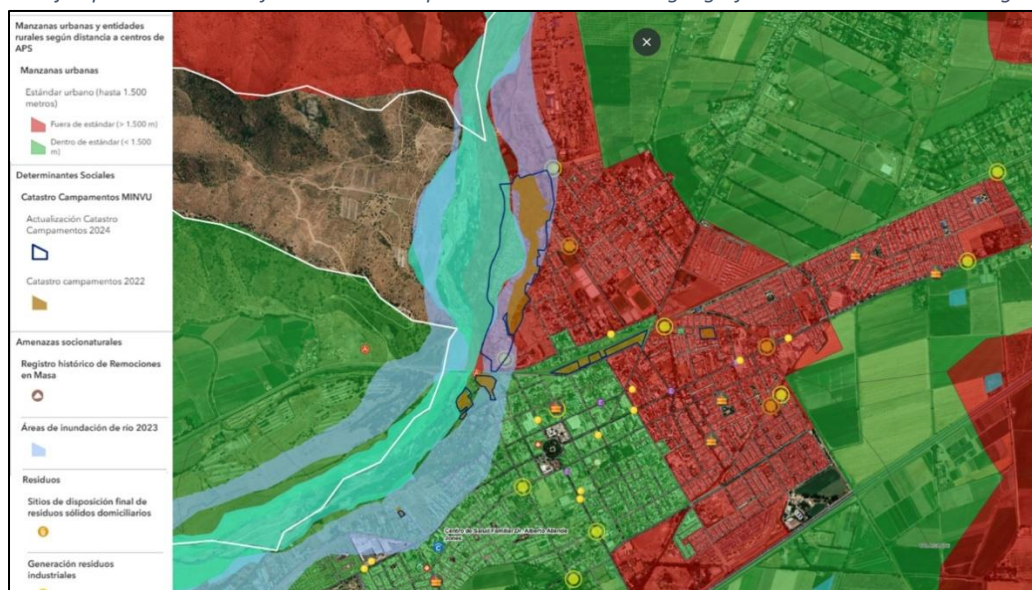 Manzanas urbanas y entidades
rurales según distancia a centros de
APS
Manzanas urbanas
Estándar urbano (hasta 1.500
metros)
Fuera de estándar (> 1.500 m)
Dentro de estándar (< 1.500
m)
Determinantes Sociales
Catastro Campamentos MINVU
Actualización Catastro
Campamentos 2024
Catastro campamentos 2022
Amenazas socionaturales
Registro histórico de Remociones
en Masa
Áreas de inundación de río 2023
Residuos
Sitios de disposición final de
residuos sólidos domiciliarios
Generación residuos
industriales
Centro de Salud Familiar Dr. Alberto Allende
Jones